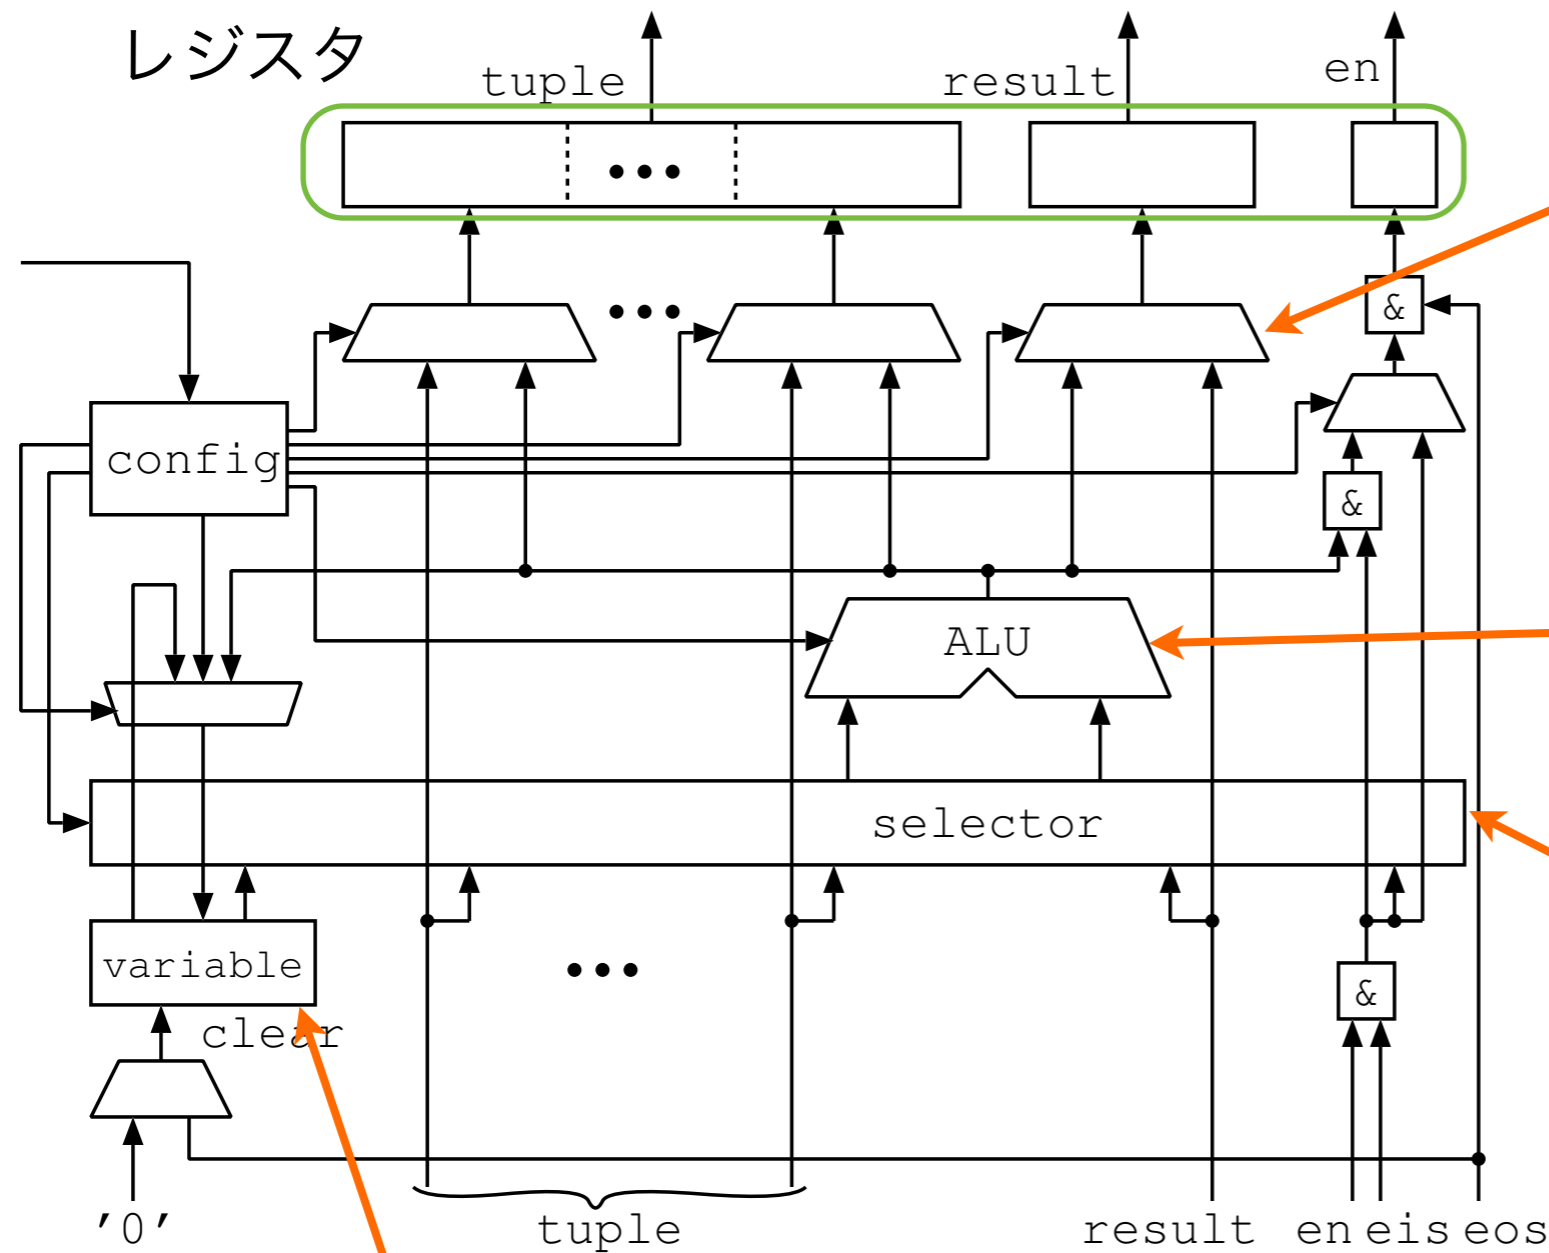 レジスタ
tuple
result
en
&
config
&
ALU
selector
variable
&
clear
'0'
tuple
result
en
eis
eos